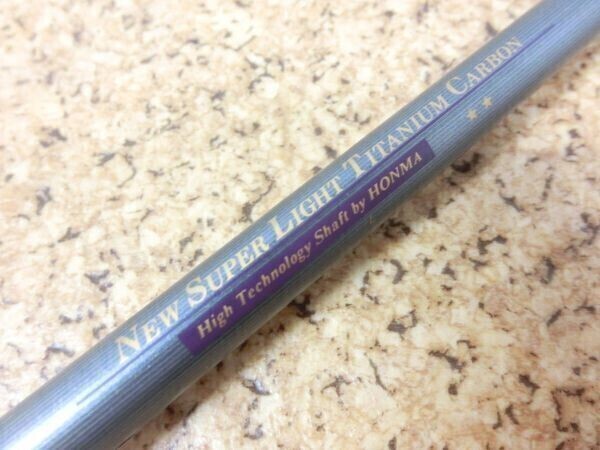 NEW SUPER LIGHT TITANIUM CARBON
High Technology Shaft by HONMA
★★